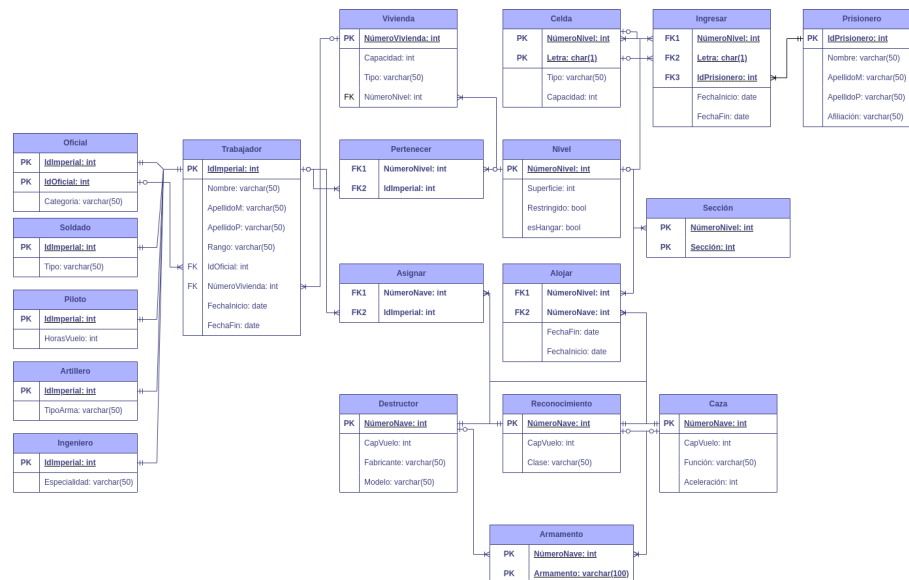 Vivienda
PK NúmeroVivienda: int
Capacidad: int
Tipo: varchar(50)
FK NúmeroNivel: int
Celda
PK NúmeroNivel: int
PK Letra: char(1)
Tipo: varchar(50)
Capacidad: int
Ingresar
FK1 NúmeroNivel: int
FK2 Letra: char(1)
FK3 IdPrisionero: int
FechaInicio: date
FechaFin: date
Prisionero
PK IdPrisionero: int
Nombre: varchar(50)
ApellidoM: varchar(50)
ApellidoP: varchar(50)
Afiliación: varchar(50)
Oficial
PK IdImperial: int
PK IdOficial: int
Categoria: varchar(50)
Trabajador
PK IdImperial: int
Nombre: varchar(50)
ApellidoM: varchar(50)
ApellidoP: varchar(50)
Rango: varchar(50)
FK IdOficial: int
FK NúmeroVivienda: int
FechaInicio: date
FechaFin: date
Pertenecer
FK1 NúmeroNivel: int
FK2 IdImperial: int
Nivel
PK NúmeroNivel: int
Superficie: int
Restringido: bool
esHangar: bool
Sección
PK NúmeroNivel: int
PK Sección: int
Soldado
PK IdImperial: int
Tipo: varchar(50)
Piloto
PK IdImperial: int
HorasVuelo: int
Asignar
FK1 NúmeroNave: int
FK2 IdImperial: int
Alojar
FK1 NúmeroNivel: int
FK2 NúmeroNave: int
FechaFin: date
FechaInicio: date
Artillero
PK IdImperial: int
TipoArma: varchar(50)
Ingeniero
PK IdImperial: int
Especialidad: varchar(50)
Destructor
PK NúmeroNave: int
CapVuelo: int
Fabricante: varchar(50)
Modelo: varchar(50)
Reconocimiento
PK NúmeroNave: int
CapVuelo: int
Clase: varchar(50)
Caza
PK NúmeroNave: int
CapVuelo: int
Función: varchar(50)
Aceleración: int
Armamento
PK NúmeroNave: int
PK Armamento: varchar(100)